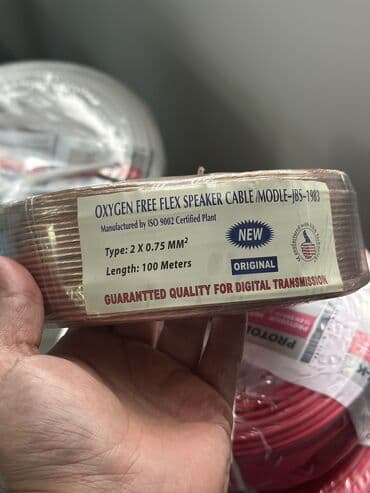 OXYGEN FREE FLEX SPEAKER CABLE/MODLE-JBS-1983
Manufactured by ISO 9002 Certified Plant
Type: 2 X 0.75 MM²
Length: 100 Meters
NEW
ORIGINAL
GUARANTTED QUALITY FOR DIGITAL TRANSMISSION
PROTO